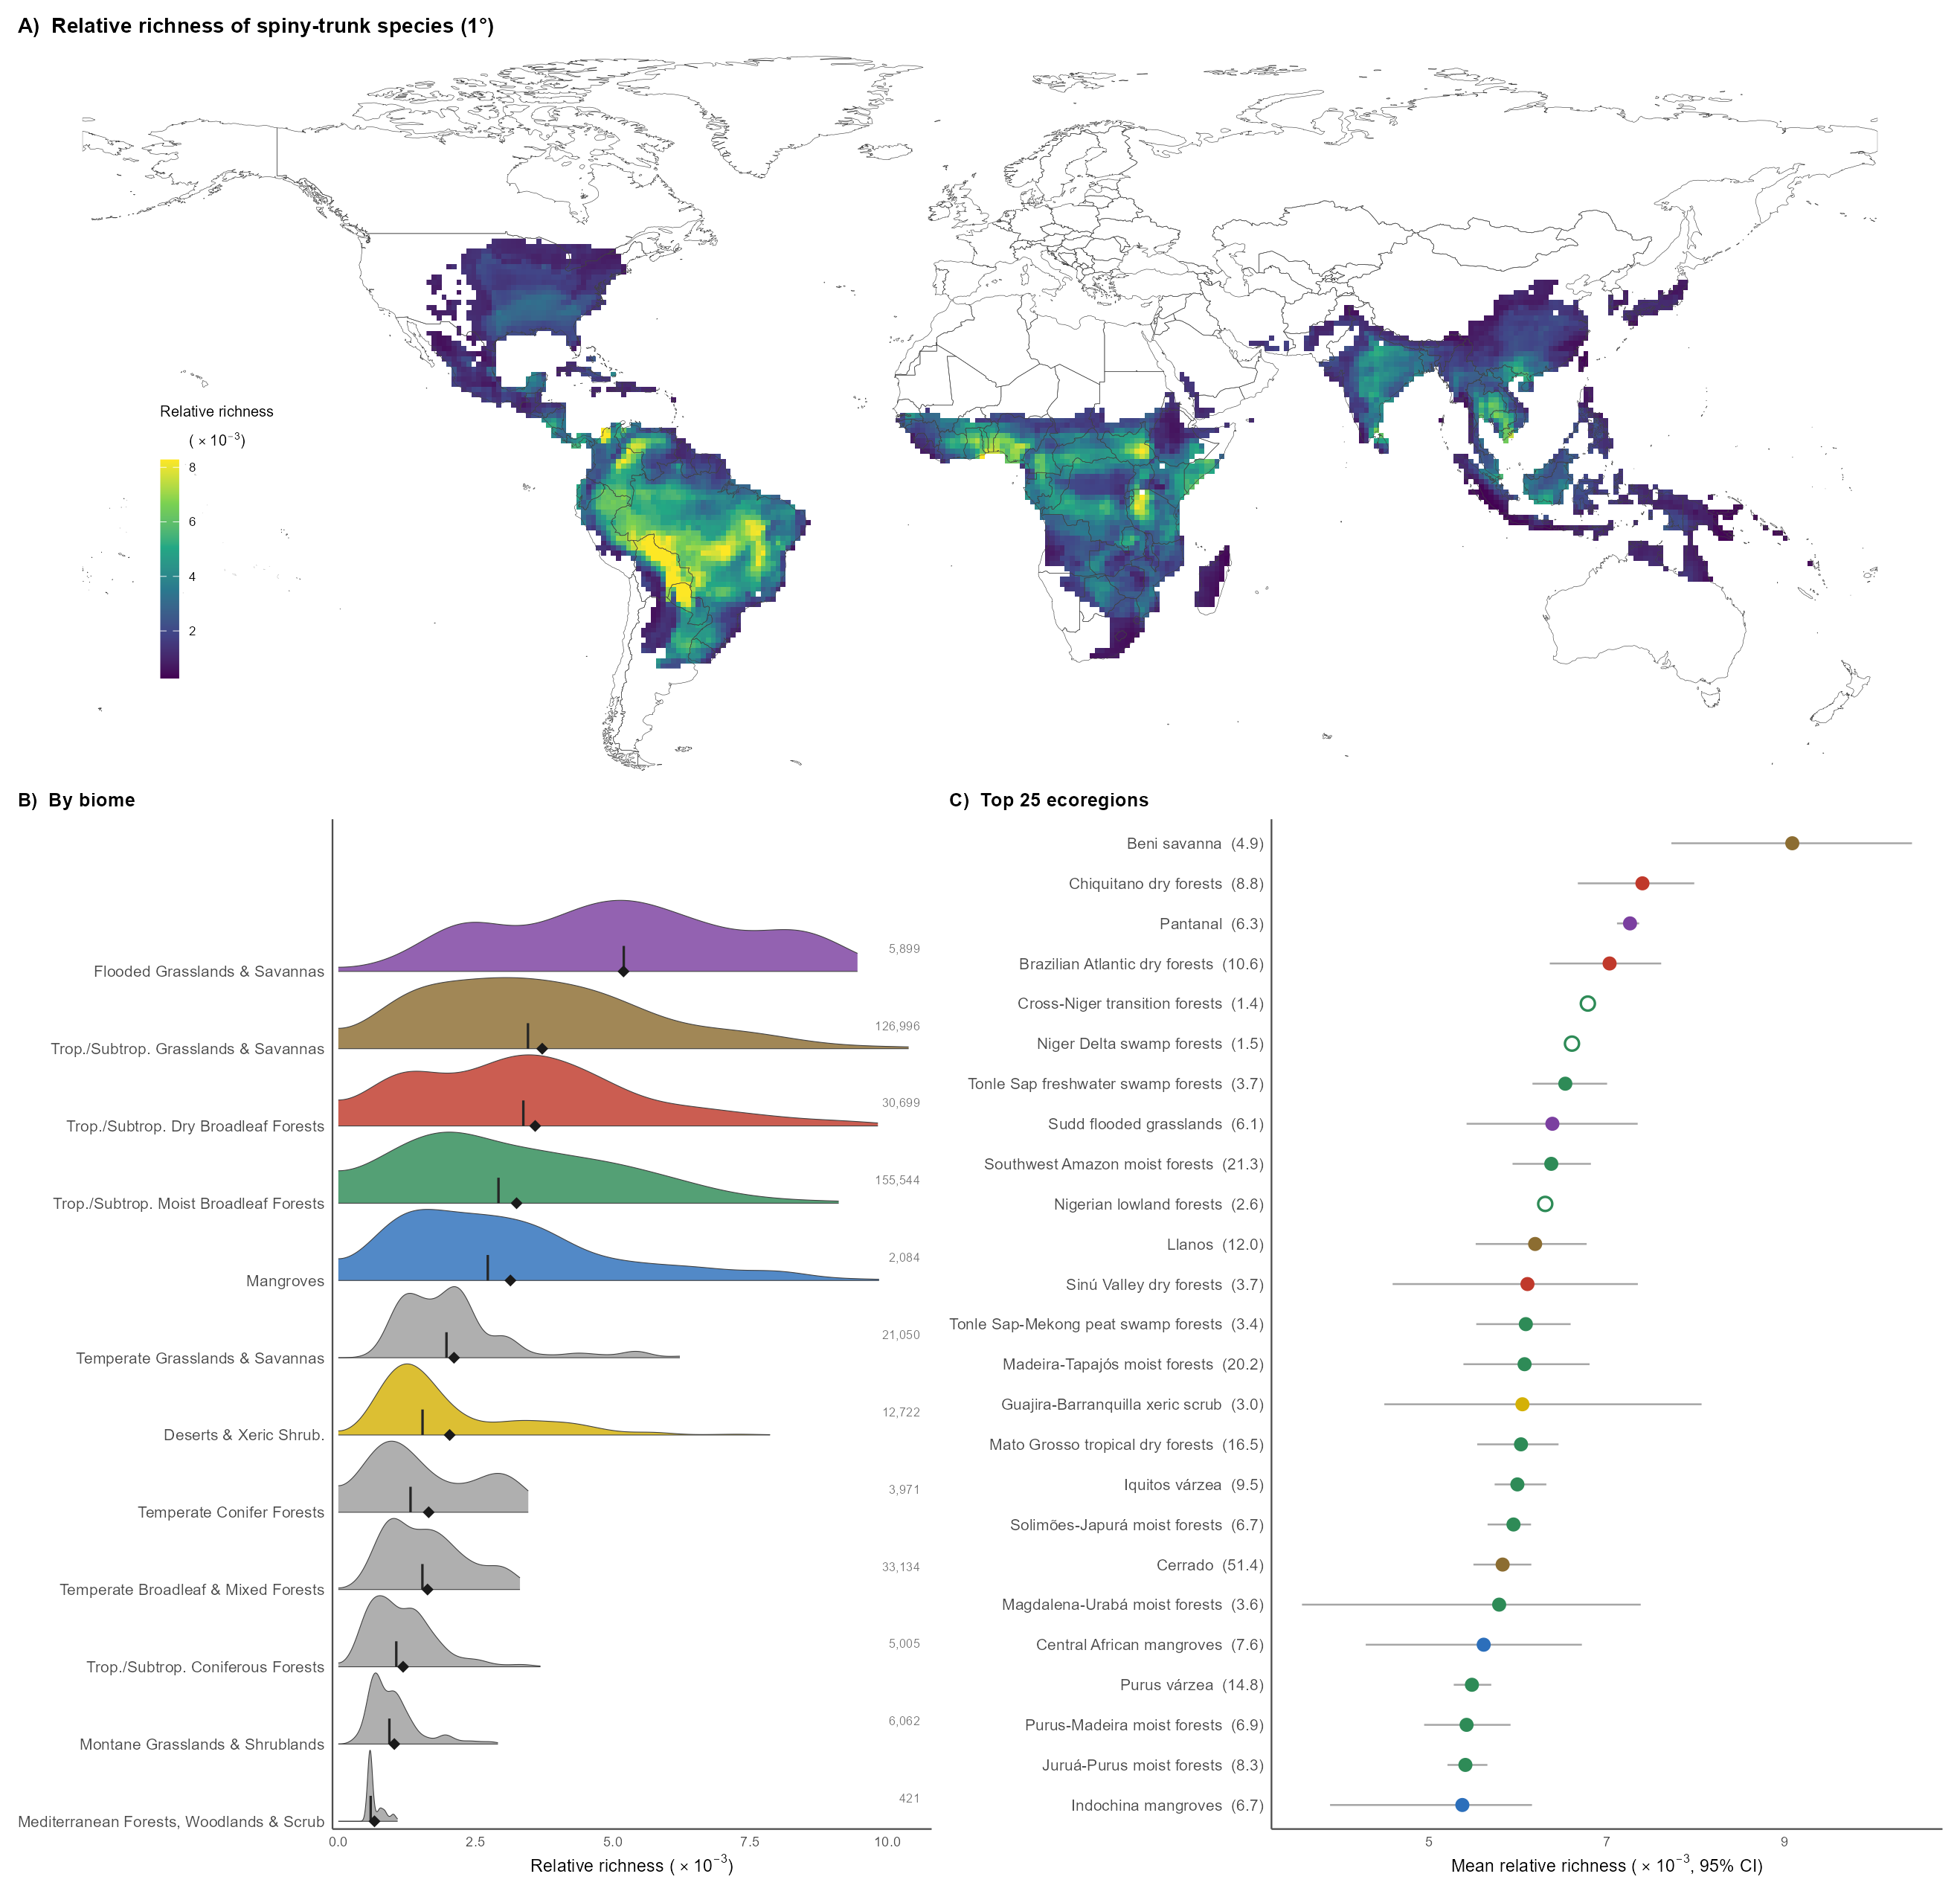 A)  Relative richness of spiny-trunk species (1°)
Relative richness
( × 10⁻³)
8
6
4
2
B)  By biome
Flooded Grasslands & Savannas
5,899
Trop./Subtrop. Grasslands & Savannas
126,996
Trop./Subtrop. Dry Broadleaf Forests
30,699
Trop./Subtrop. Moist Broadleaf Forests
155,544
Mangroves
2,084
Temperate Grasslands & Savannas
21,050
Deserts & Xeric Shrub.
12,722
Temperate Conifer Forests
3,971
Temperate Broadleaf & Mixed Forests
33,134
Trop./Subtrop. Coniferous Forests
5,005
Montane Grasslands & Shrublands
6,062
Mediterranean Forests, Woodlands & Scrub
421
0.0 2.5 5.0 7.5 10.0
Relative richness ( × 10⁻³)
C)  Top 25 ecoregions
Beni savanna  (4.9)
Chiquitano dry forests  (8.8)
Pantanal  (6.3)
Brazilian Atlantic dry forests  (10.6)
Cross-Niger transition forests  (1.4)
Niger Delta swamp forests  (1.5)
Tonle Sap freshwater swamp forests  (3.7)
Sudd flooded grasslands  (6.1)
Southwest Amazon moist forests  (21.3)
Nigerian lowland forests  (2.6)
Llanos  (12.0)
Sinú Valley dry forests  (3.7)
Tonle Sap-Mekong peat swamp forests  (3.4)
Madeira-Tapajós moist forests  (20.2)
Guajira-Barranquilla xeric scrub  (3.0)
Mato Grosso tropical dry forests  (16.5)
Iquitos várzea  (9.5)
Solimões-Japurá moist forests  (6.7)
Cerrado  (51.4)
Magdalena-Urabá moist forests  (3.6)
Central African mangroves  (7.6)
Purus várzea  (14.8)
Purus-Madeira moist forests  (6.9)
Juruá-Purus moist forests  (8.3)
Indochina mangroves  (6.7)
5 7 9
Mean relative richness ( × 10⁻³, 95% CI)